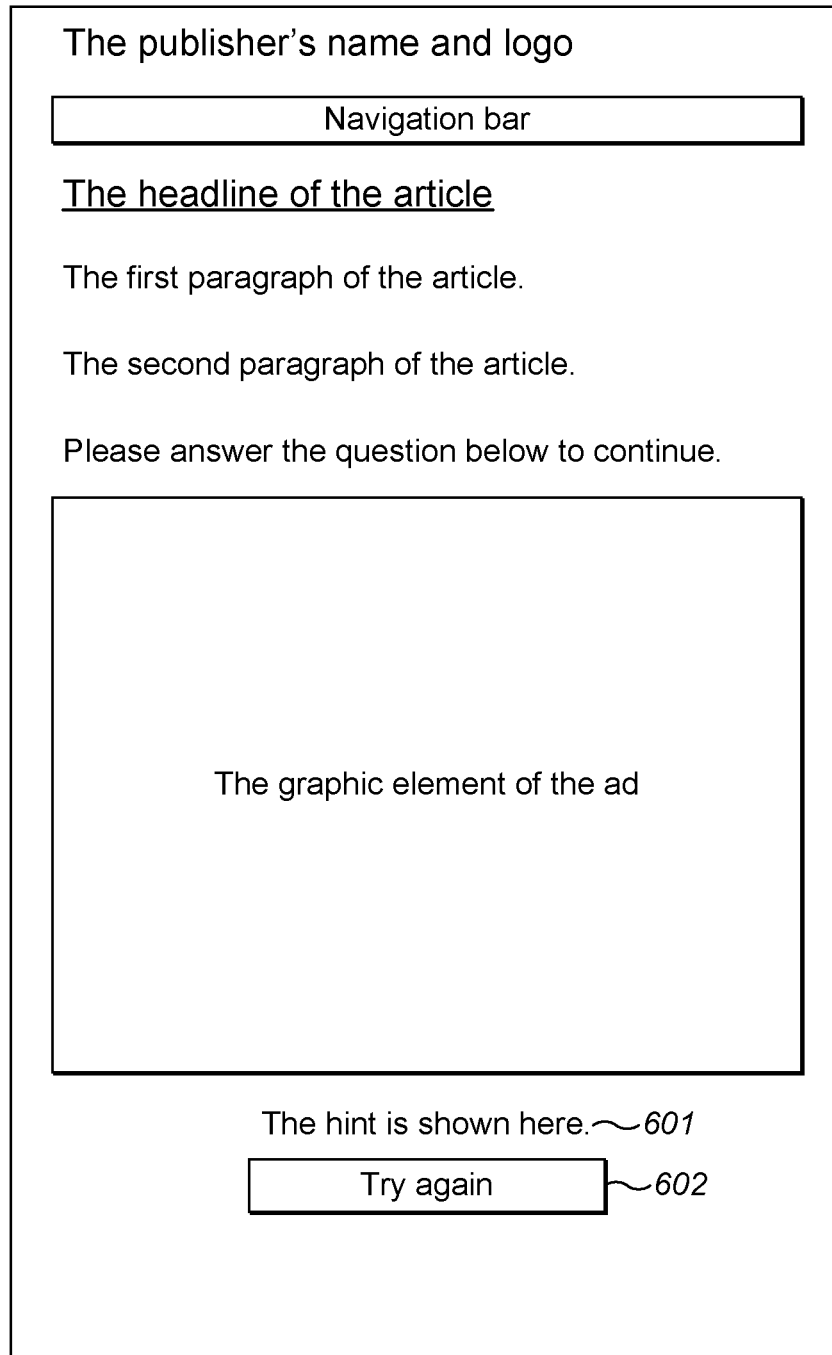 The publisher’s name and logo
Navigation bar
The headline of the article
The first paragraph of the article.
The second paragraph of the article.
Please answer the question below to continue.
The graphic element of the ad
The hint is shown here. 601
Try again 602